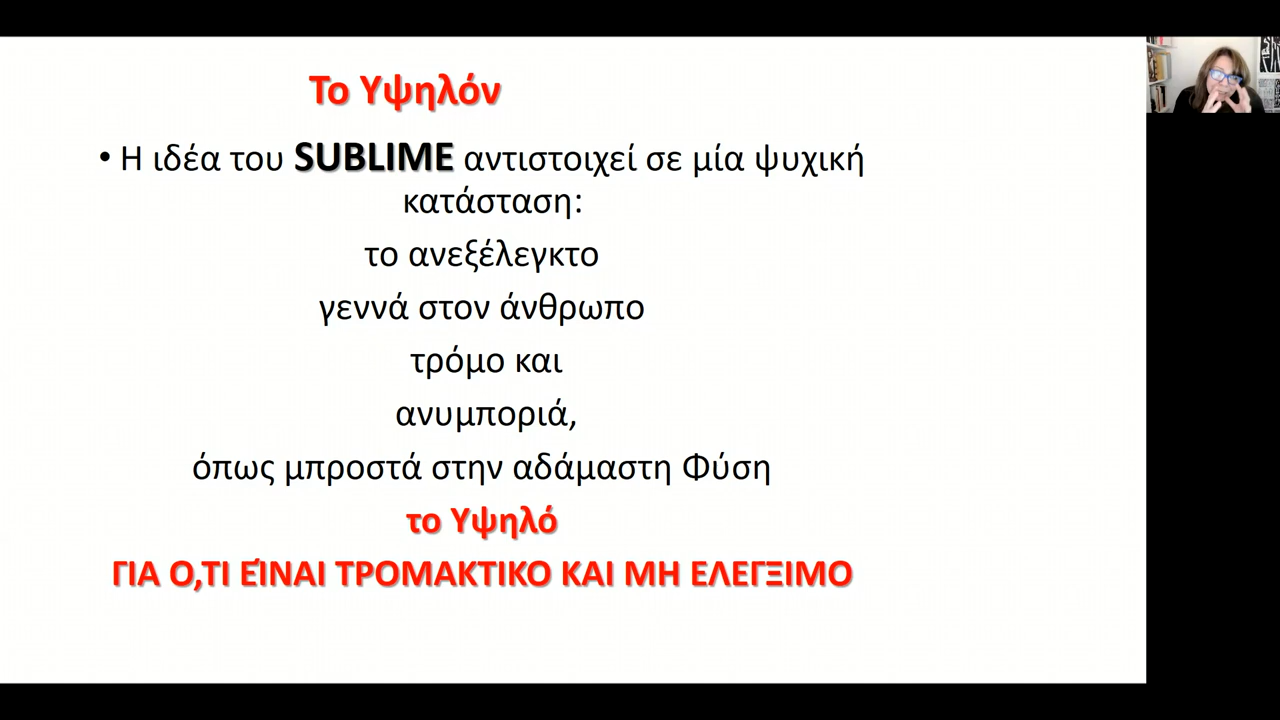 Το Υψηλόν
• Η ιδέα του SUBLIME αντιστοιχεί σε μία ψυχική
κατάσταση:
το ανεξέλεγκτο
γεννά στον άνθρωπο
τρόμο και
ανυμποριά,
όπως μπροστά στην αδάμαστη Φύση
το Υψηλό
ΓΙΑ Ο,ΤΙ ΕΊΝΑΙ ΤΡΟΜΑΚΤΙΚΟ ΚΑΙ ΜΗ ΕΛΕΓΞΙΜΟ